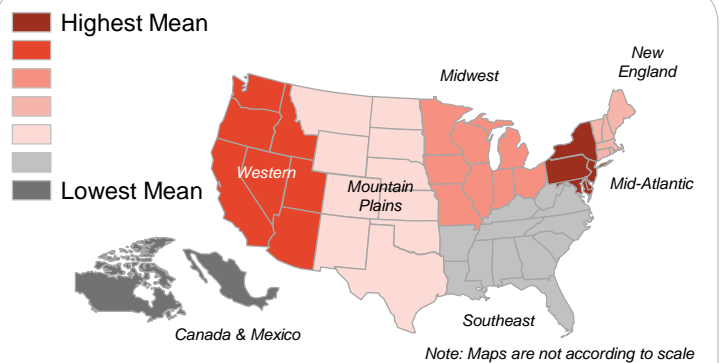 Highest Mean
New
England
Midwest
Western
Mountain
Plains
Mid-Atlantic
Lowest Mean
Southeast
Canada & Mexico
Note: Maps are not according to scale